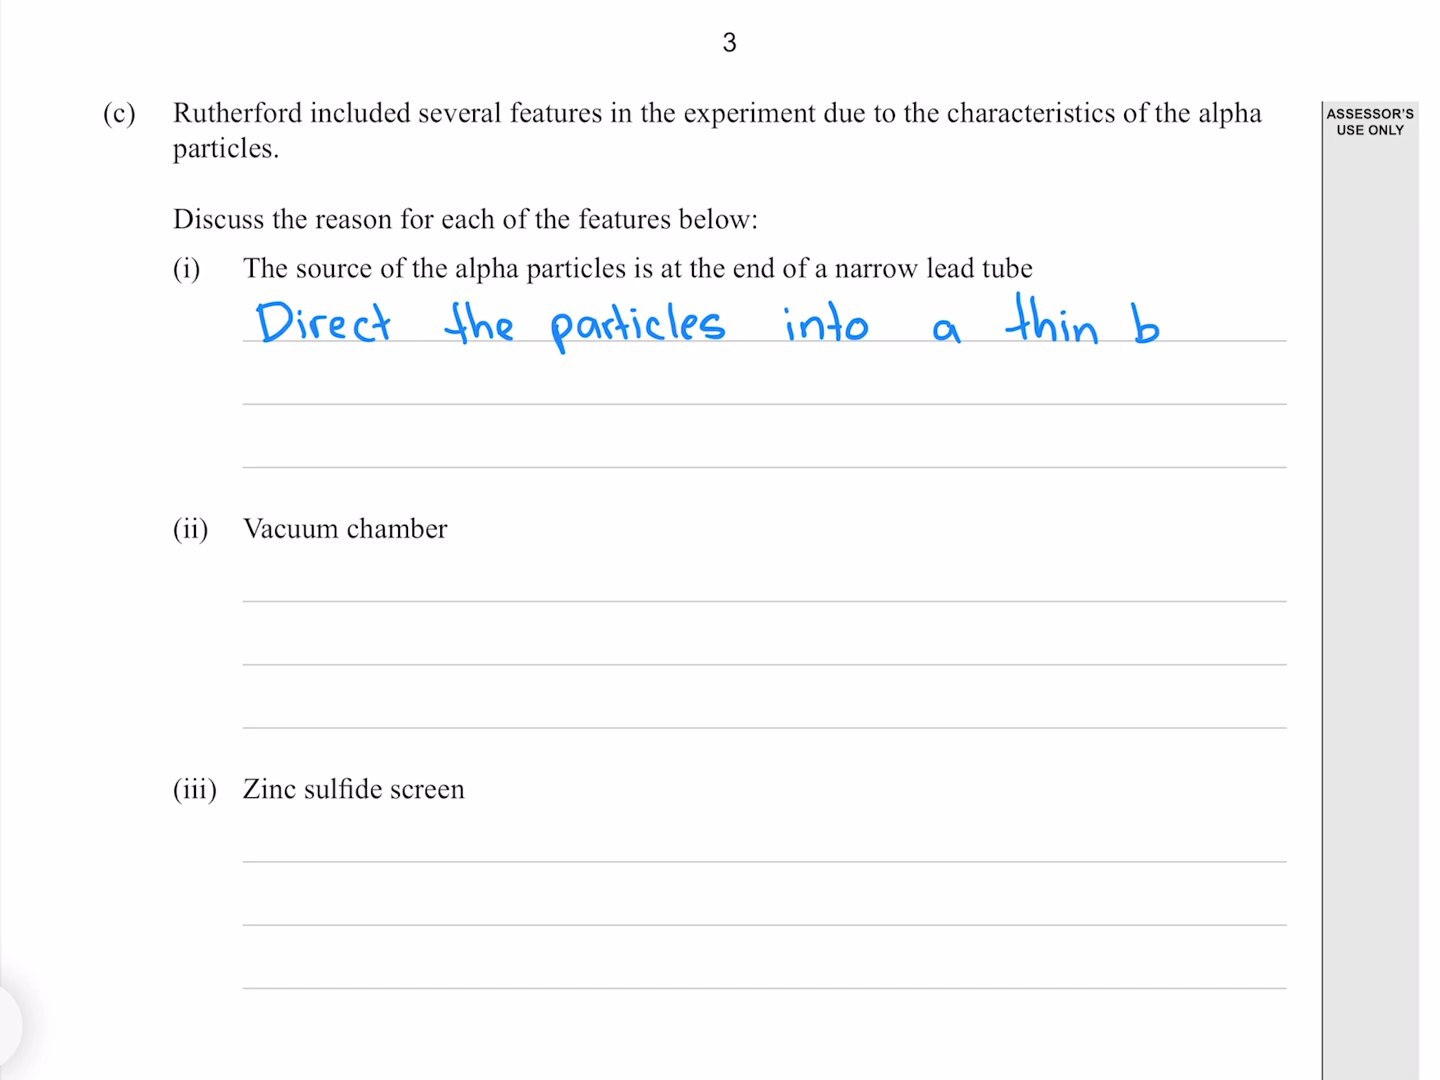 3
(c) Rutherford included several features in the experiment due to the characteristics of the alpha
particles.
ASSESSOR'S
USE ONLY
Discuss the reason for each of the features below:
(i) The source of the alpha particles is at the end of a narrow lead tube
Direct the particles into a thin b
(ii) Vacuum chamber
(iii) Zinc sulfide screen